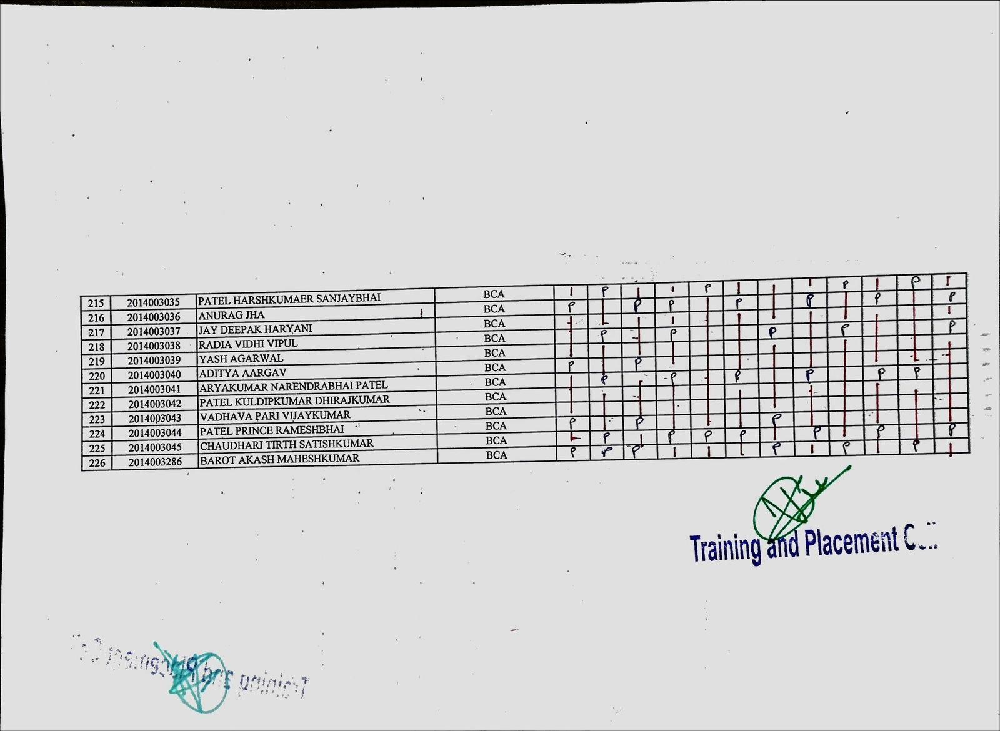 215 2014003035 PATEL HARSHKUMAER SANJAYBHAI BCA P P P P
216 2014003036 ANURAG JHA BCA P P P P P P P
217 2014003037 JAY DEEPAK HARYANI BCA
218 2014003038 RADIA VIDHI VIPUL BCA P P P P P
219 2014003039 YASH AGARWAL BCA
220 2014003040 ADITYA AARGAV BCA P P
221 2014003041 ARYAKUMAR NARENDRABHAI PATEL BCA P P P P P P
222 2014003042 PATEL KULDIPKUMAR DHIRAJKUMAR BCA
223 2014003043 VADHAVA PARI VIJAYKUMAR BCA
224 2014003044 PATEL PRINCE RAMESHBHAI BCA P P P
225 2014003045 CHAUDHARI TIRTH SATISHKUMAR BCA P P P P P P P
226 2014003286 BAROT AKASH MAHESHKUMAR BCA P P P P P P
Training and Placement
Training and Placement